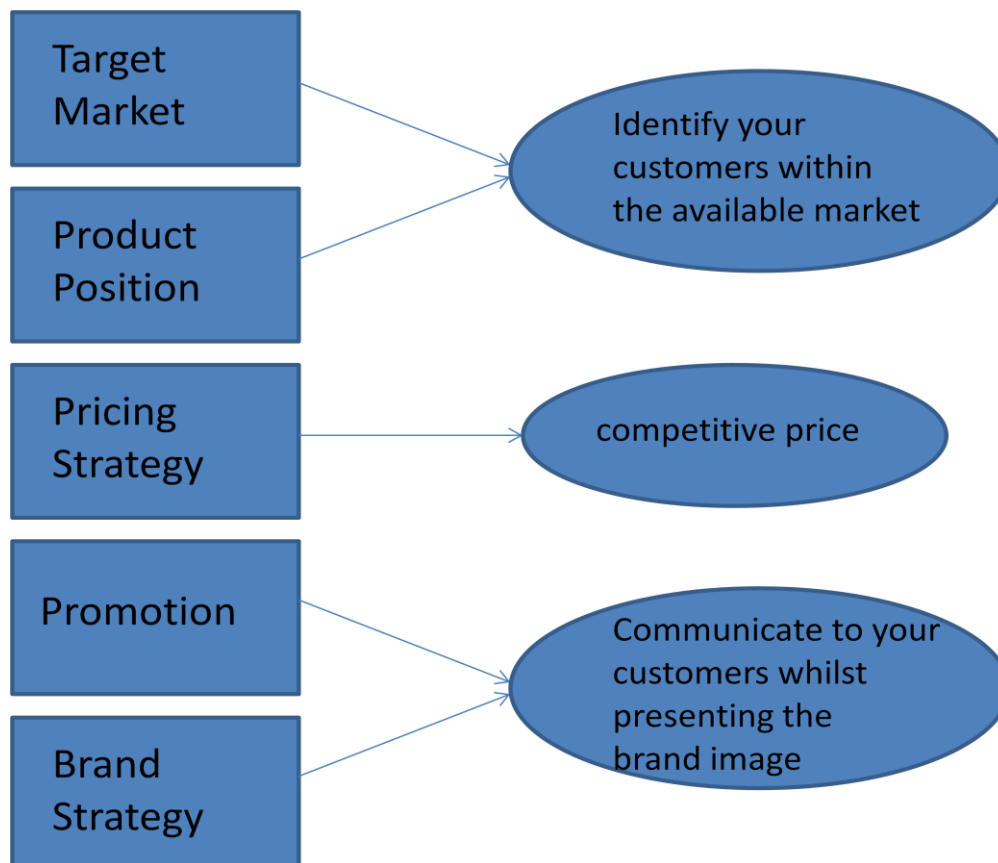 Target
Market
Identify your
customers within
the available market
Product
Position
Pricing
Strategy
competitive price
Promotion
Communicate to your
customers whilst
presenting the
brand image
Brand
Strategy